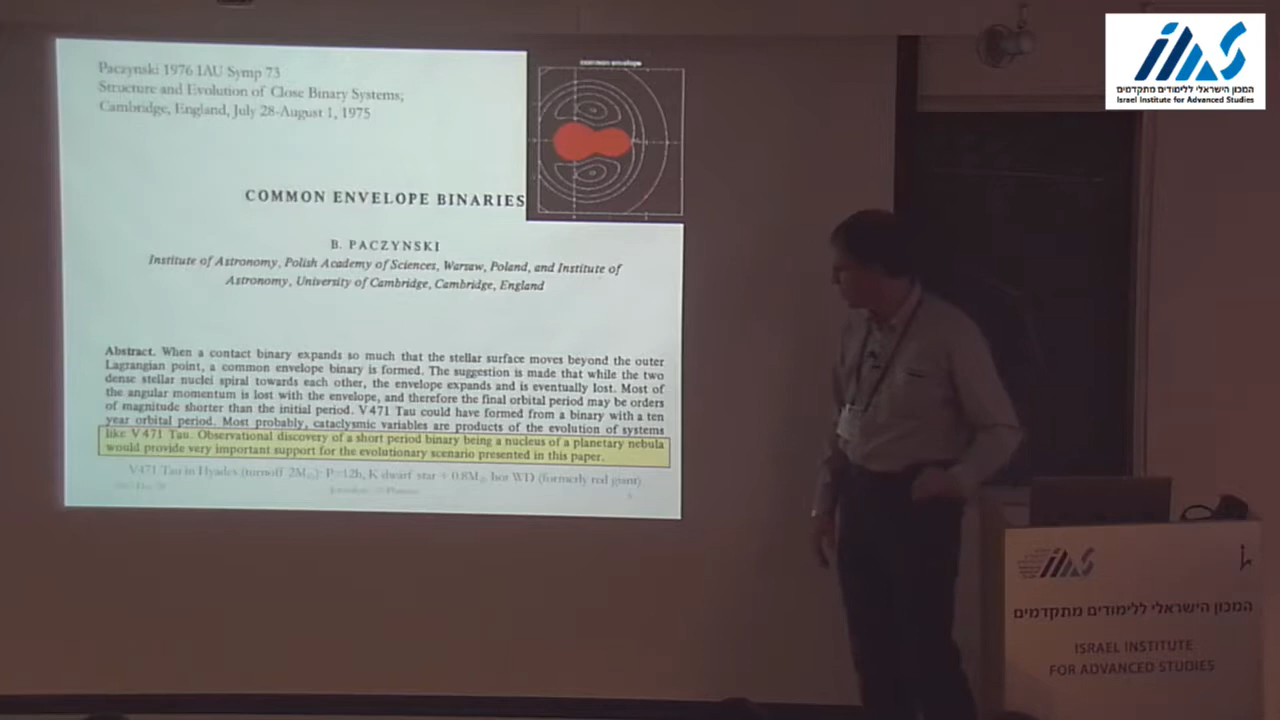 Paczynski 1976 IAU Symp 73
Structure and Evolution of Close Binary Systems;
Cambridge, England, July 28-August 1, 1975
common envelope
COMMON ENVELOPE BINARIES
B. PACZYNSKI
Institute of Astronomy, Polish Academy of Sciences, Warsaw, Poland, and Institute of
Astronomy, University of Cambridge, Cambridge, England
Abstract. When a contact binary expands so much that the stellar surface moves beyond the outer
Lagrangian point, a common envelope binary is formed. The suggestion is made that while the two
dense stellar nuclei spiral towards each other, the envelope expands and is eventually lost. Most of
the angular momentum is lost with the envelope, and therefore the final orbital period may be orders
of magnitude shorter than the initial period. V 471 Tau could have formed from a binary with a ten
year orbital period. Most probably, cataclysmic variables are products of the evolution of systems
like V 471 Tau. Observational discovery of a short period binary being a nucleus of a planetary nebula
would provide very important support for the evolutionary scenario presented in this paper.
V471 Tau in Hyades (turnoff 2M☉): P=12h, K dwarf star + 0.8M☉ hot WD (formerly red giant)
המכון הישראלי ללימודים מתקדמים
Israel Institute for Advanced Studies
המכון הישראלי ללימודים מתקדמים
ISRAEL INSTITUTE
FOR ADVANCED STUDIES